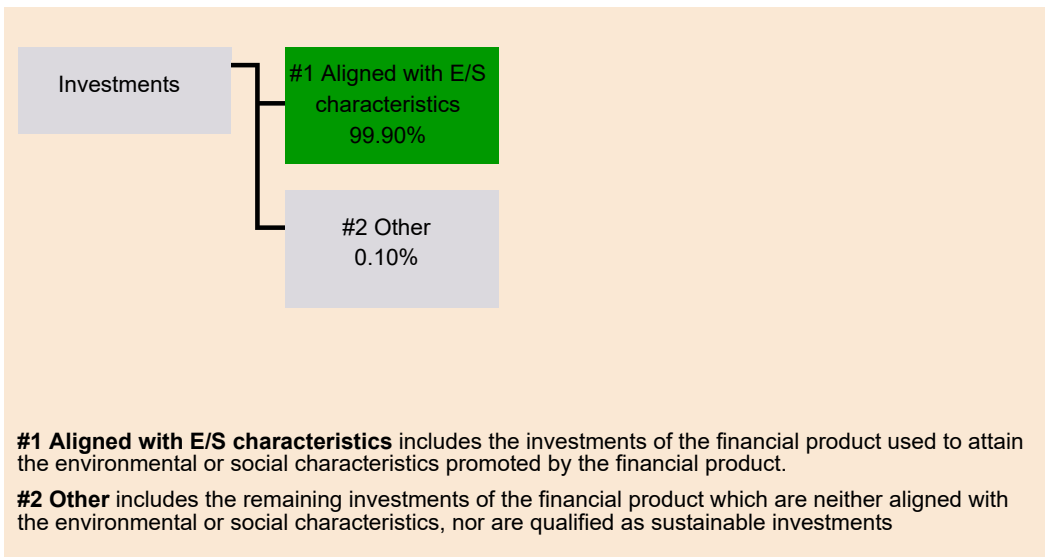 Investments
#1 Aligned with E/S
characteristics
99.90%
#2 Other
0.10%
#1 Aligned with E/S characteristics includes the investments of the financial product used to attain
the environmental or social characteristics promoted by the financial product.
#2 Other includes the remaining investments of the financial product which are neither aligned with
the environmental or social characteristics, nor are qualified as sustainable investments